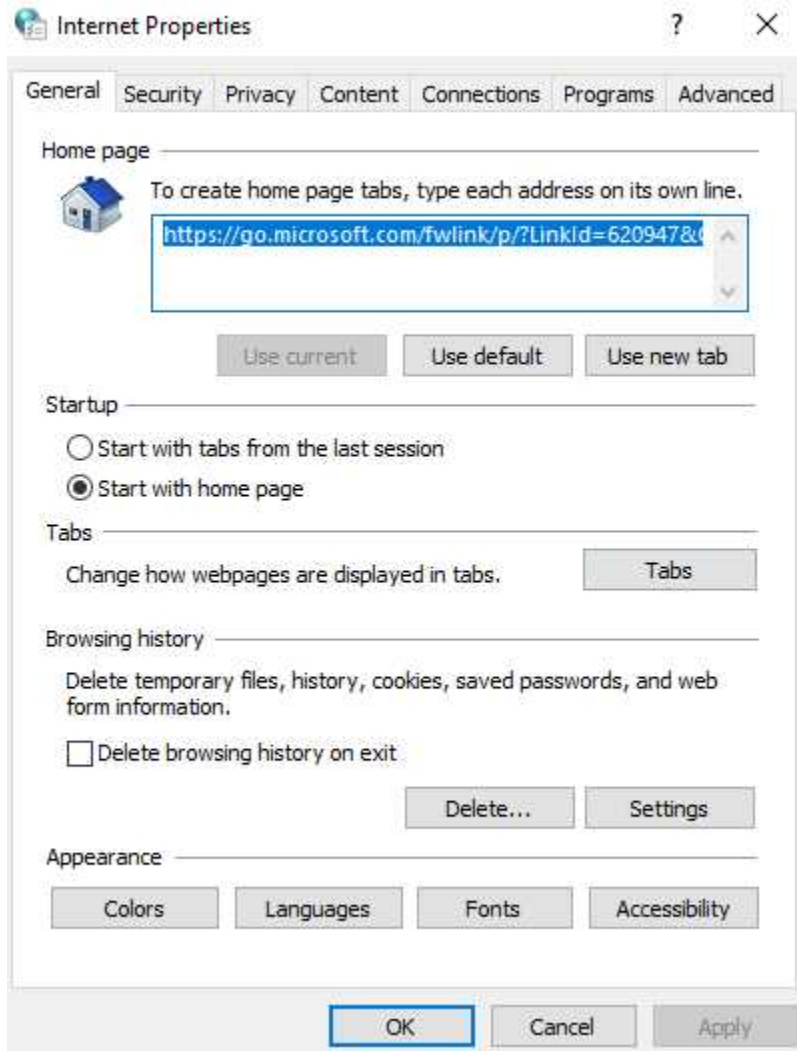 Internet Properties
?
General Security Privacy Content Connections Programs Advanced
Home page
To create home page tabs, type each address on its own line.
https://go.microsoft.com/fwlink/p/?LinkId=620947&
Use current Use default Use new tab
Startup
Start with tabs from the last session
Start with home page
Tabs
Change how webpages are displayed in tabs.
Tabs
Browsing history
Delete temporary files, history, cookies, saved passwords, and web
form information.
Delete browsing history on exit
Delete... Settings
Appearance
Colors Languages Fonts Accessibility
OK Cancel Apply